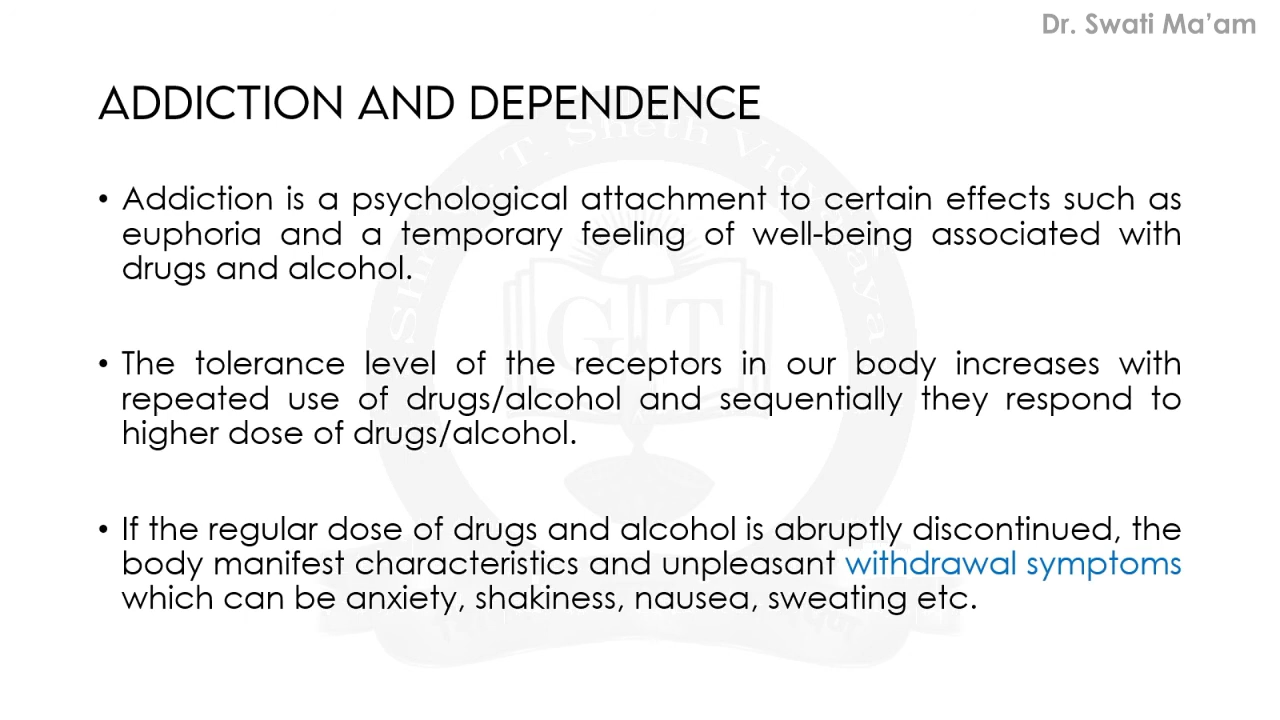 Dr. Swati Ma’am
ADDICTION AND DEPENDENCE
• Addiction is a psychological attachment to certain effects such as
euphoria and a temporary feeling of well-being associated with
drugs and alcohol.
• The tolerance level of the receptors in our body increases with
repeated use of drugs/alcohol and sequentially they respond to
higher dose of drugs/alcohol.
• If the regular dose of drugs and alcohol is abruptly discontinued, the
body manifest characteristics and unpleasant withdrawal symptoms
which can be anxiety, shakiness, nausea, sweating etc.
T. Sheth
G T